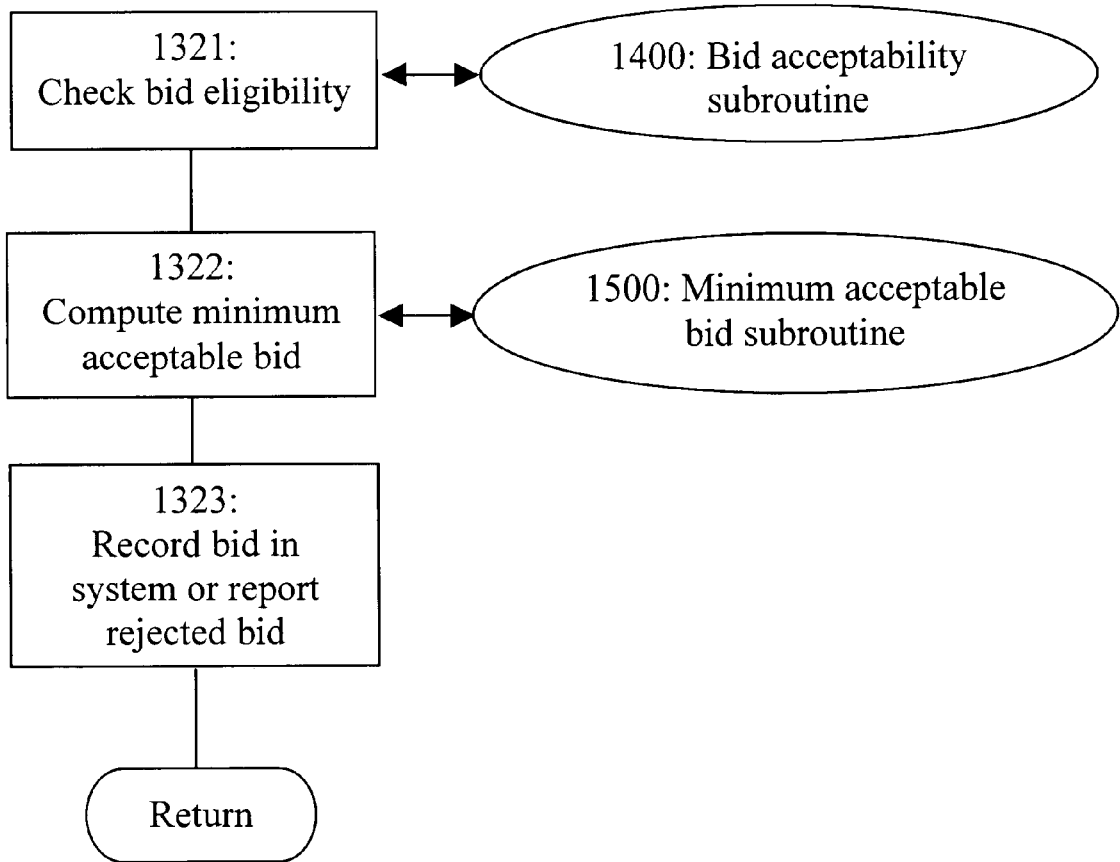 1321:
Check bid eligibility
1400: Bid acceptability
subroutine
1322:
Compute minimum
acceptable bid
1500: Minimum acceptable
bid subroutine
1323:
Record bid in
system or report
rejected bid
Return